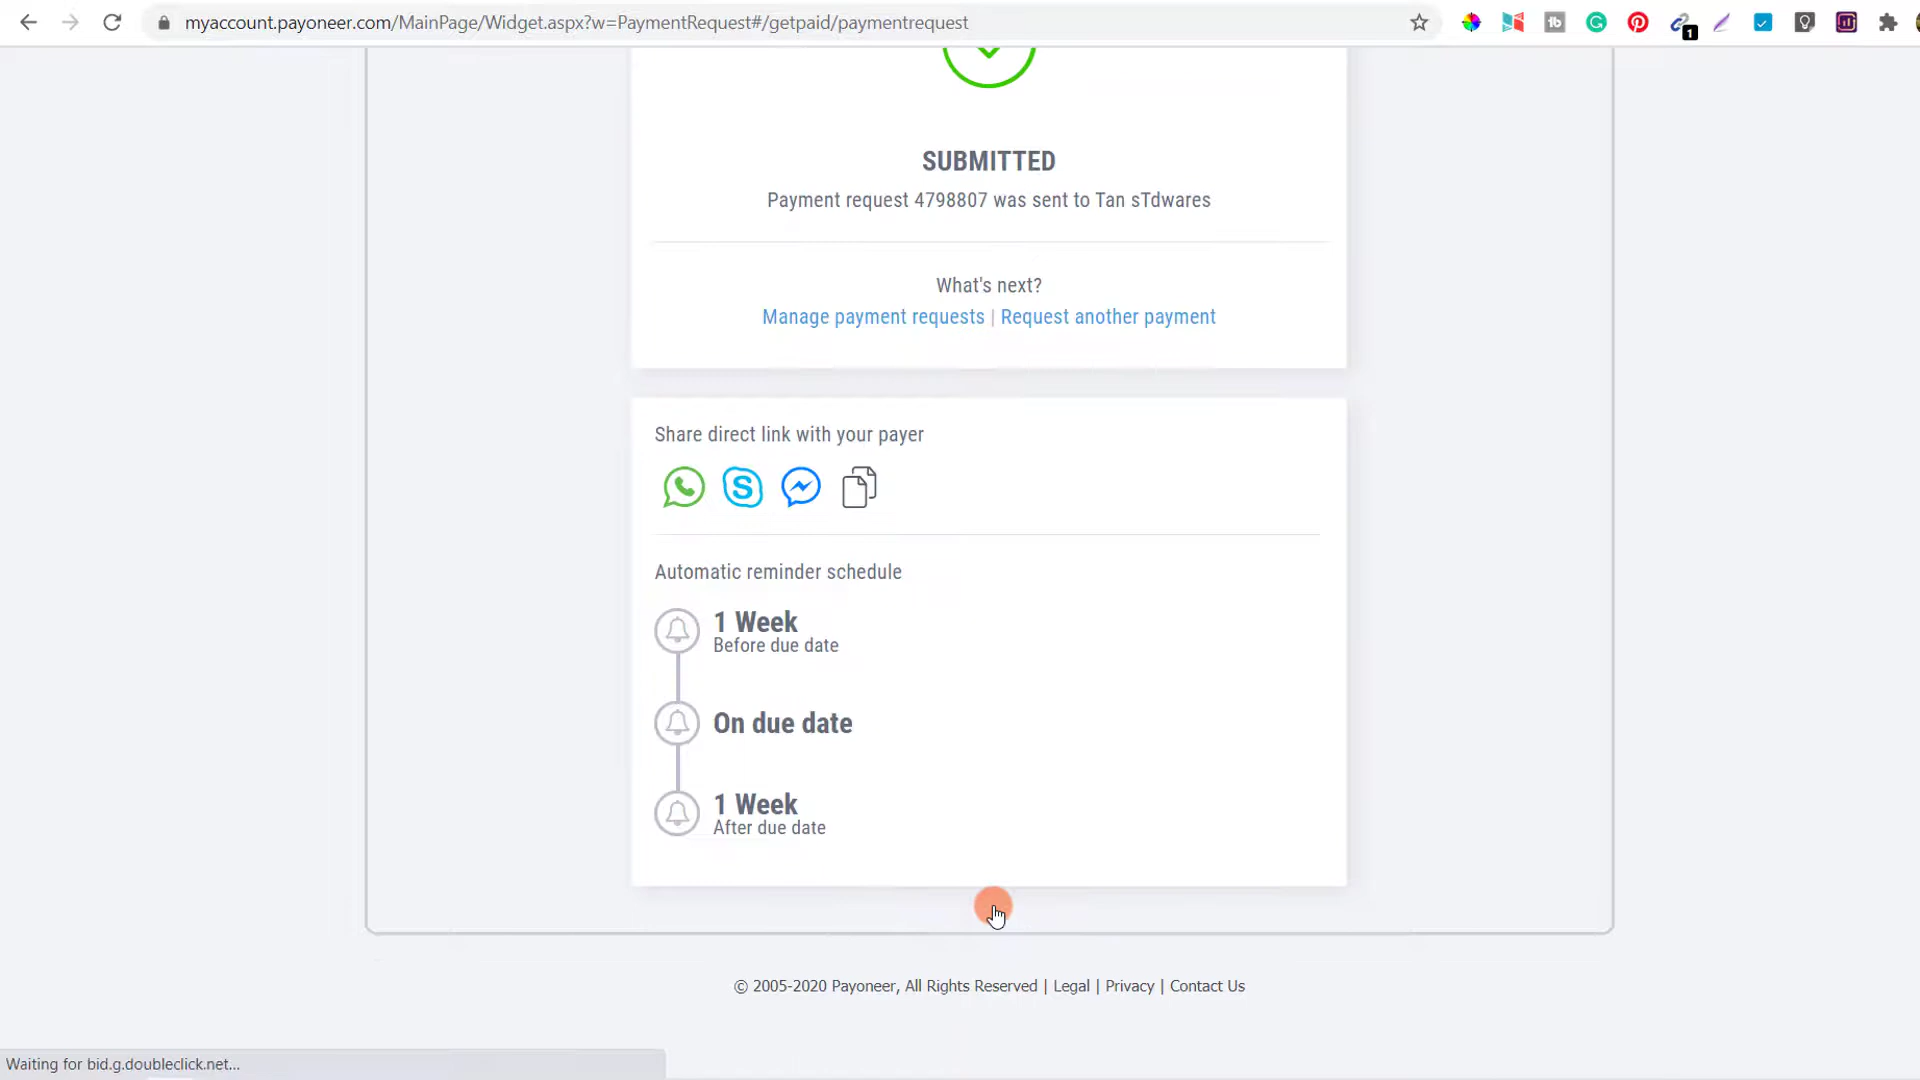 myaccount.payoneer.com/MainPage/Widget.aspx?w=PaymentRequest#/getpaid/paymentrequest
1
SUBMITTED
Payment request 4798807 was sent to Tan sTdwares
What's next?
Manage payment requests | Request another payment
Share direct link with your payer
Automatic reminder schedule
1 Week
Before due date
On due date
1 Week
After due date
© 2005-2020 Payoneer, All Rights Reserved | Legal | Privacy | Contact Us
Waiting for bid.g.doubleclick.net...